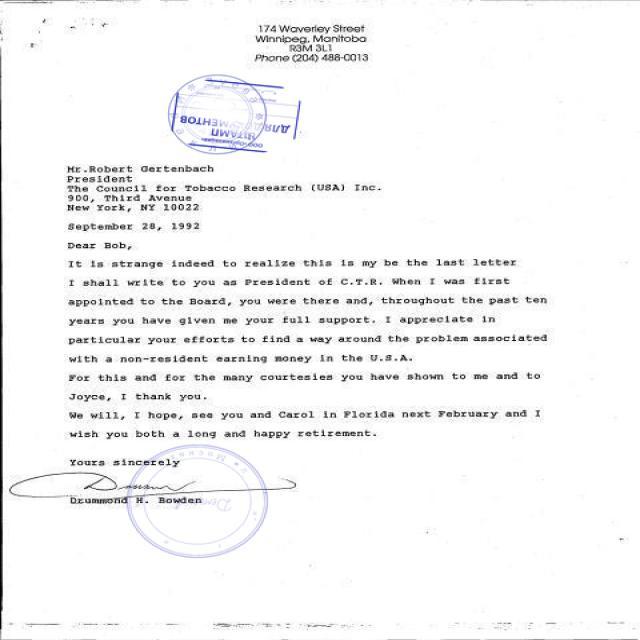 174 Waverley Street
Winnipeg, Manitoba
R3M 3L1
Phone (204) 488-0013
ШТАМП
ДЛЯ ДОКУМЕНТОВ
Mr.Robert Gertenbach
President
The Council for Tobacco Research (USA) Inc.
900, Third Avenue
New York, NY 10022
September 28, 1992
Dear Bob,
It is strange indeed to realize this is my be the last letter
I shall write to you as President of C.T.R. When I was first
appointed to the Board, you were there and, throughout the past ten
years you have given me your full support. I appreciate in
particular your efforts to find a way around the problem associated
with a non-resident earning money in the U.S.A.
For this and for the many courtesies you have shown to me and to
Joyce, I thank you.
We will, I hope, see you and Carol in Florida next February and I
wish you both a long and happy retirement.
Yours sincerely
Drummond H. Bowden